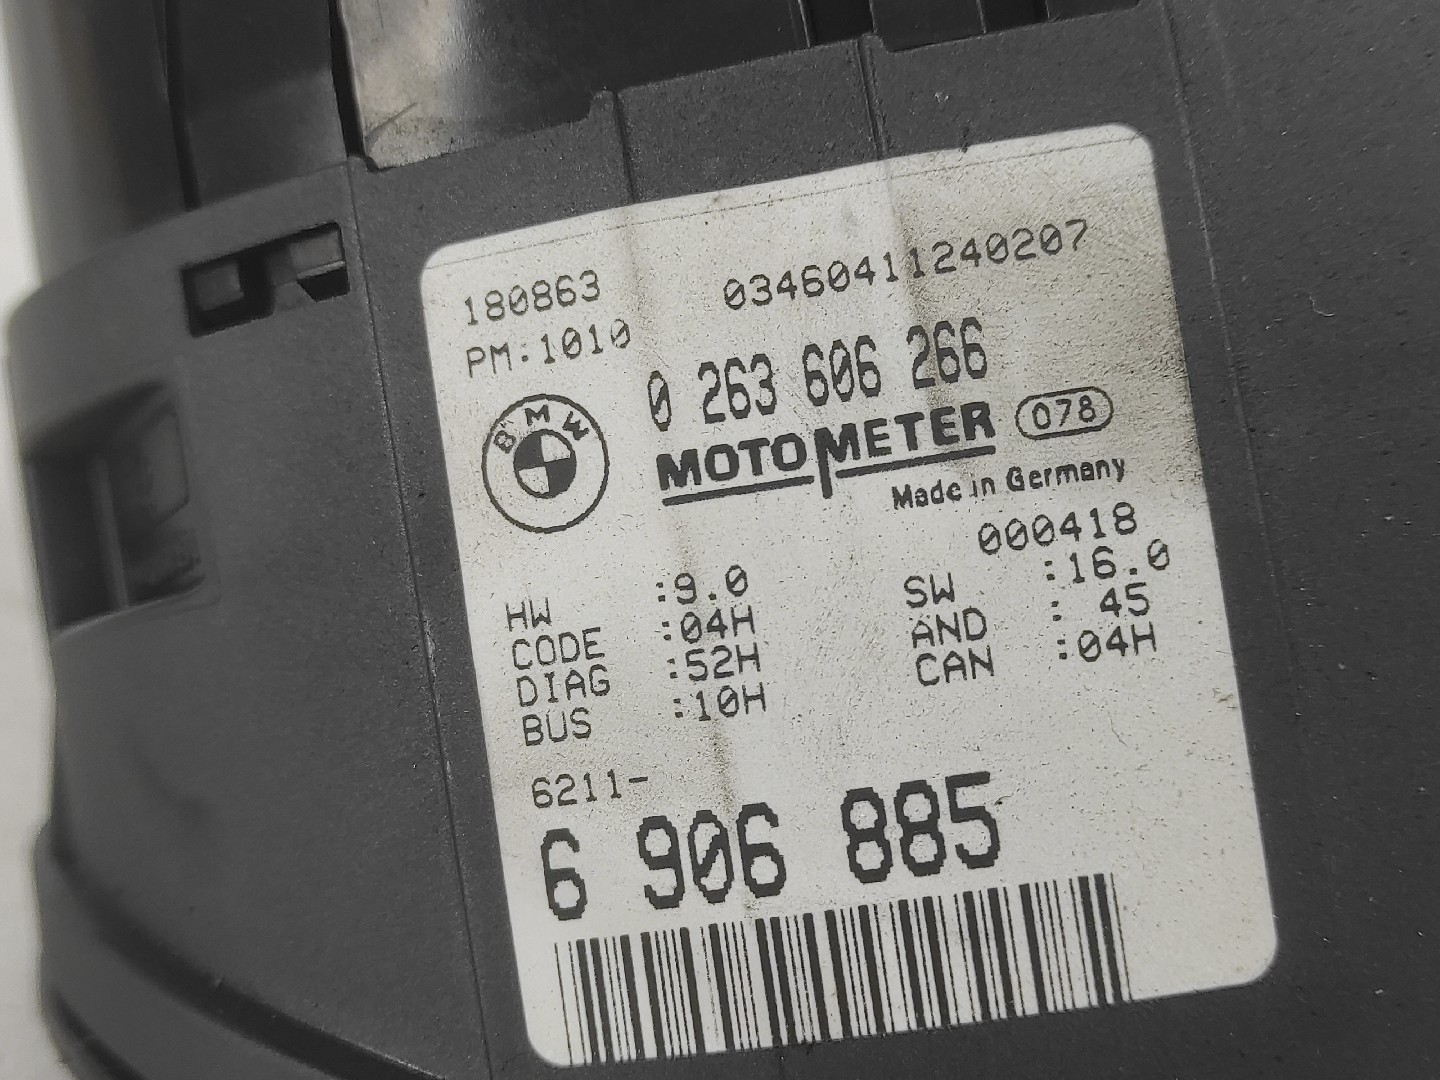 180863 03460411240207
PM:1010
0 263 606 266
BMW
MOTOMETER 078
Made in Germany
000418
HW :9.0 SW :16.0
CODE :04H AND : 45
DIAG :52H CAN :04H
BUS :10H
6211-
6 906 885